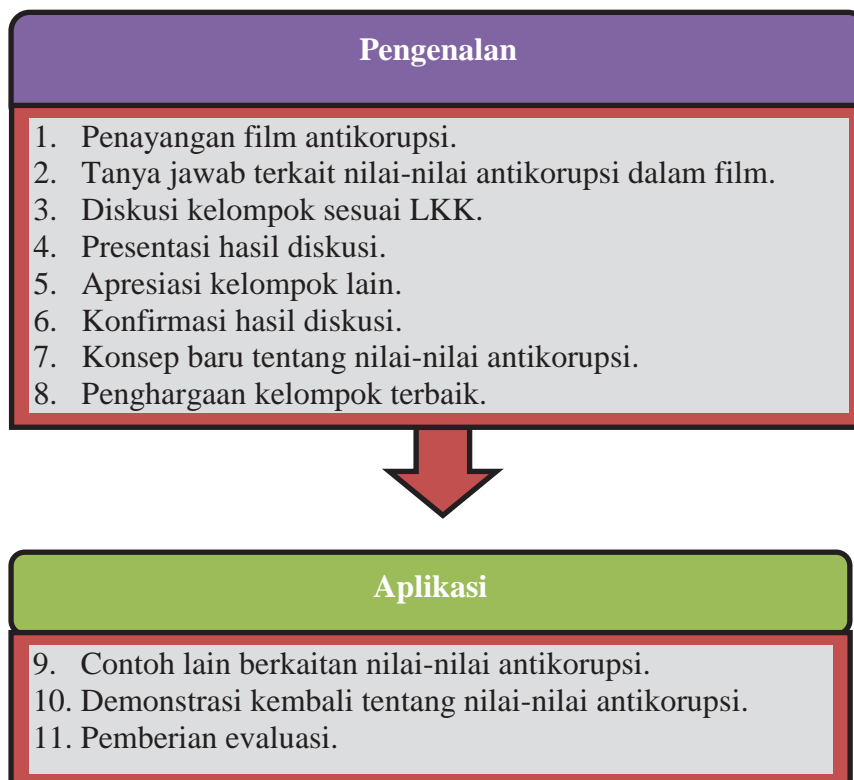 Pengenalan
1. Penayangan film antikorupsi.
2. Tanya jawab terkait nilai-nilai antikorupsi dalam film.
3. Diskusi kelompok sesuai LKK.
4. Presentasi hasil diskusi.
5. Apresiasi kelompok lain.
6. Konfirmasi hasil diskusi.
7. Konsep baru tentang nilai-nilai antikorupsi.
8. Penghargaan kelompok terbaik.
Aplikasi
9. Contoh lain berkaitan nilai-nilai antikorupsi.
10. Demonstrasi kembali tentang nilai-nilai antikorupsi.
11. Pemberian evaluasi.